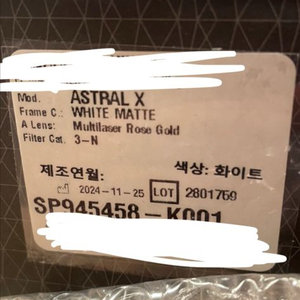 Mod. ASTRAL X
Frame C.: WHITE MATTE
A Lens: Multilaser Rose Gold
Filter Cat. 3-N
제조연월: 색상: 화이트
2024-11-25 LOT 2801759
SP945458-K001